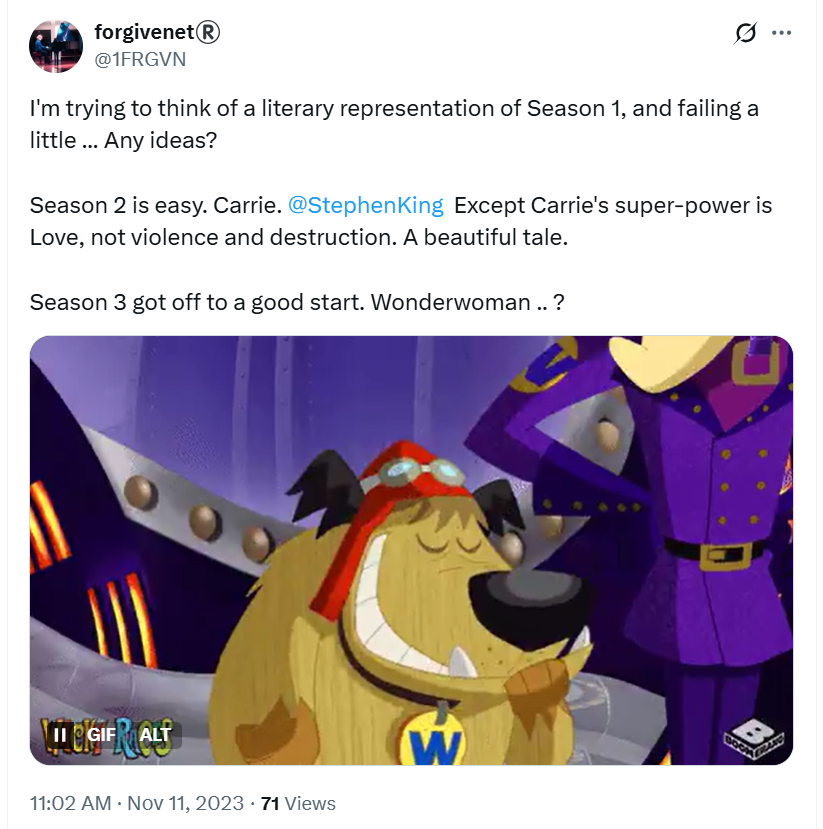 forgivenet®
@1FRGVN
I'm trying to think of a literary representation of Season 1, and failing a
little ... Any ideas?
Season 2 is easy. Carrie. @StephenKing Except Carrie's super-power is
Love, not violence and destruction. A beautiful tale.
Season 3 got off to a good start. Wonderwoman .. ?
W
WACKY RACES
GIF ALT
BOOMERANG
11:02 AM · Nov 11, 2023 · 71 Views